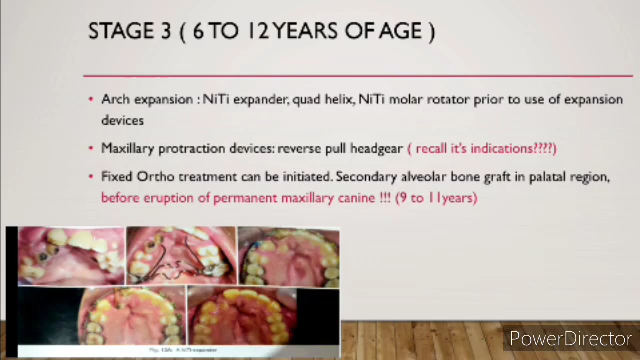 STAGE 3 ( 6 TO 12 YEARS OF AGE )
• Arch expansion : NiTi expander, quad helix, NiTi molar rotator prior to use of expansion
devices
• Maxillary protraction devices: reverse pull headgear ( recall it's indications????)
• Fixed Ortho treatment can be initiated. Secondary alveolar bone graft in palatal region,
before eruption of permanent maxillary canine !!! (9 to 11years)
A NiTi expander
PowerDirector